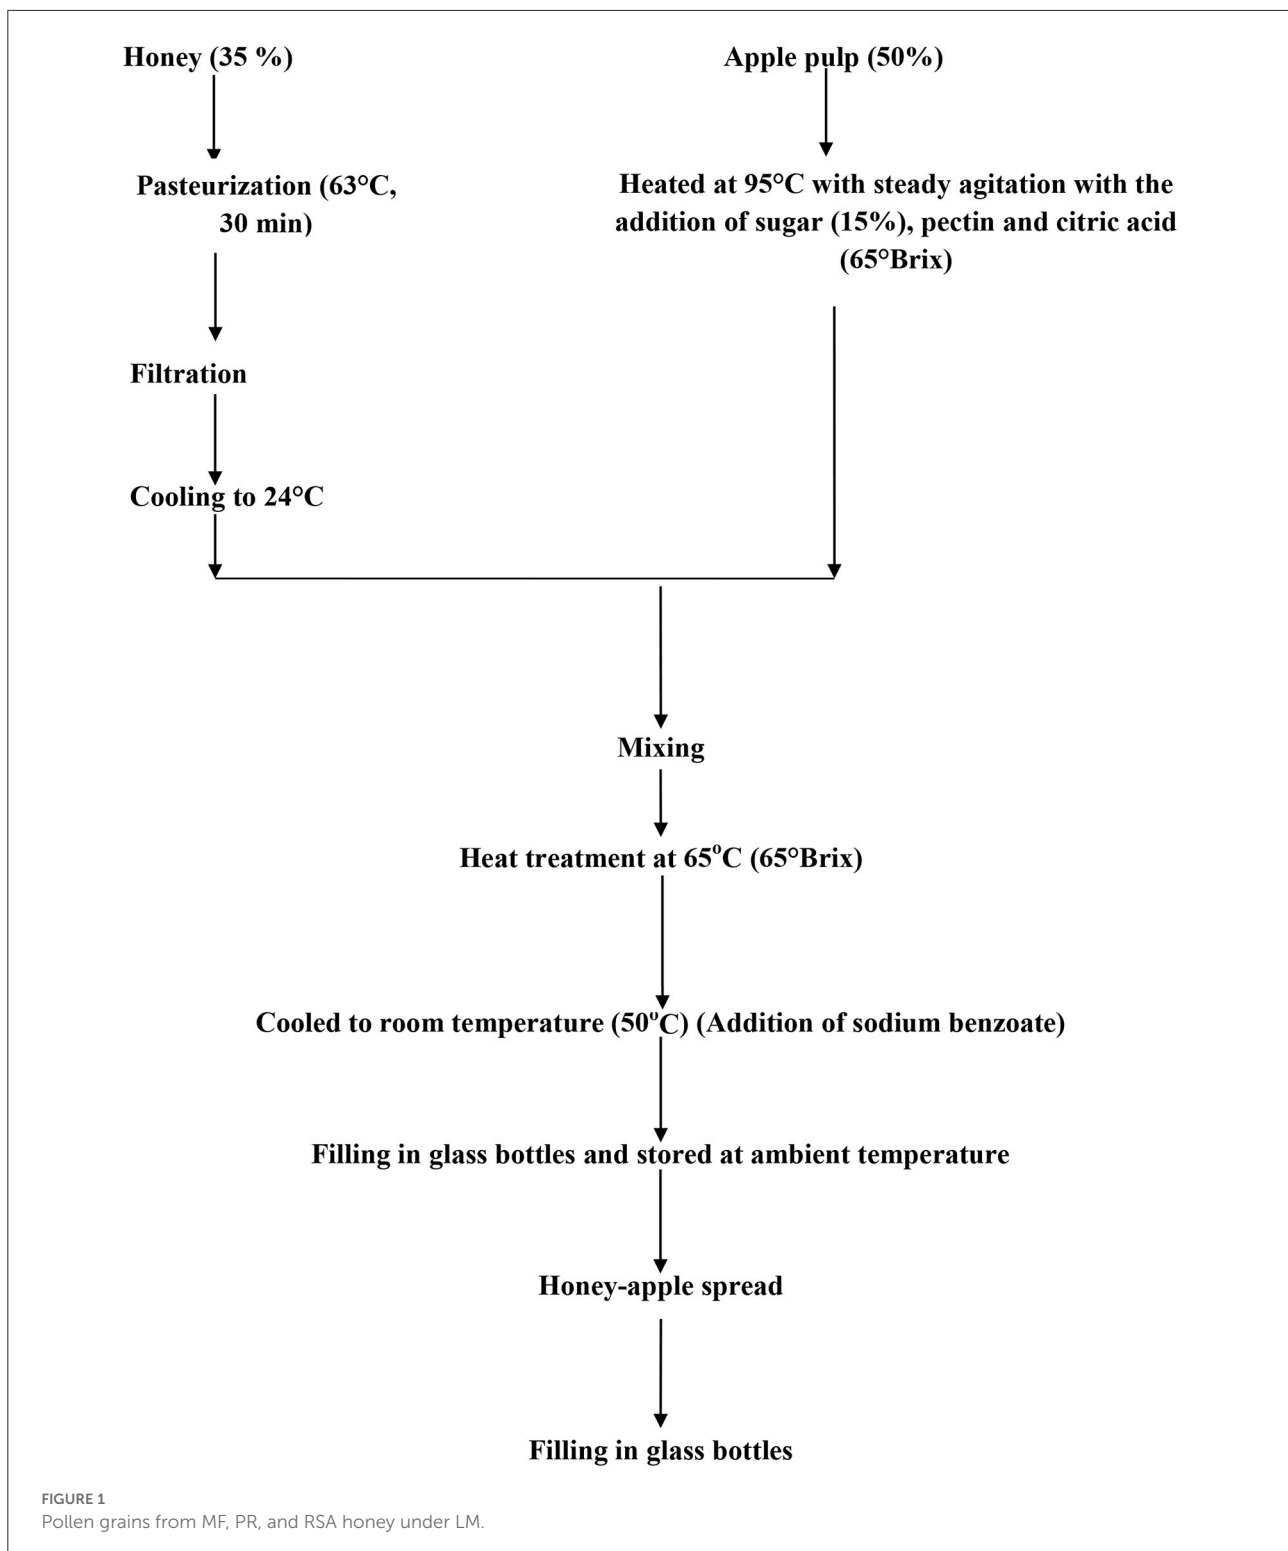 Honey (35 %)
Apple pulp (50%)
Pasteurization (63°C,
30 min)
Heated at 95°C with steady agitation with the
addition of sugar (15%), pectin and citric acid
(65°Brix)
Filtration
Cooling to 24°C
Mixing
Heat treatment at 65°C (65°Brix)
Cooled to room temperature (50°C) (Addition of sodium benzoate)
Filling in glass bottles and stored at ambient temperature
Honey-apple spread
Filling in glass bottles
FIGURE 1
Pollen grains from MF, PR, and RSA honey under LM.